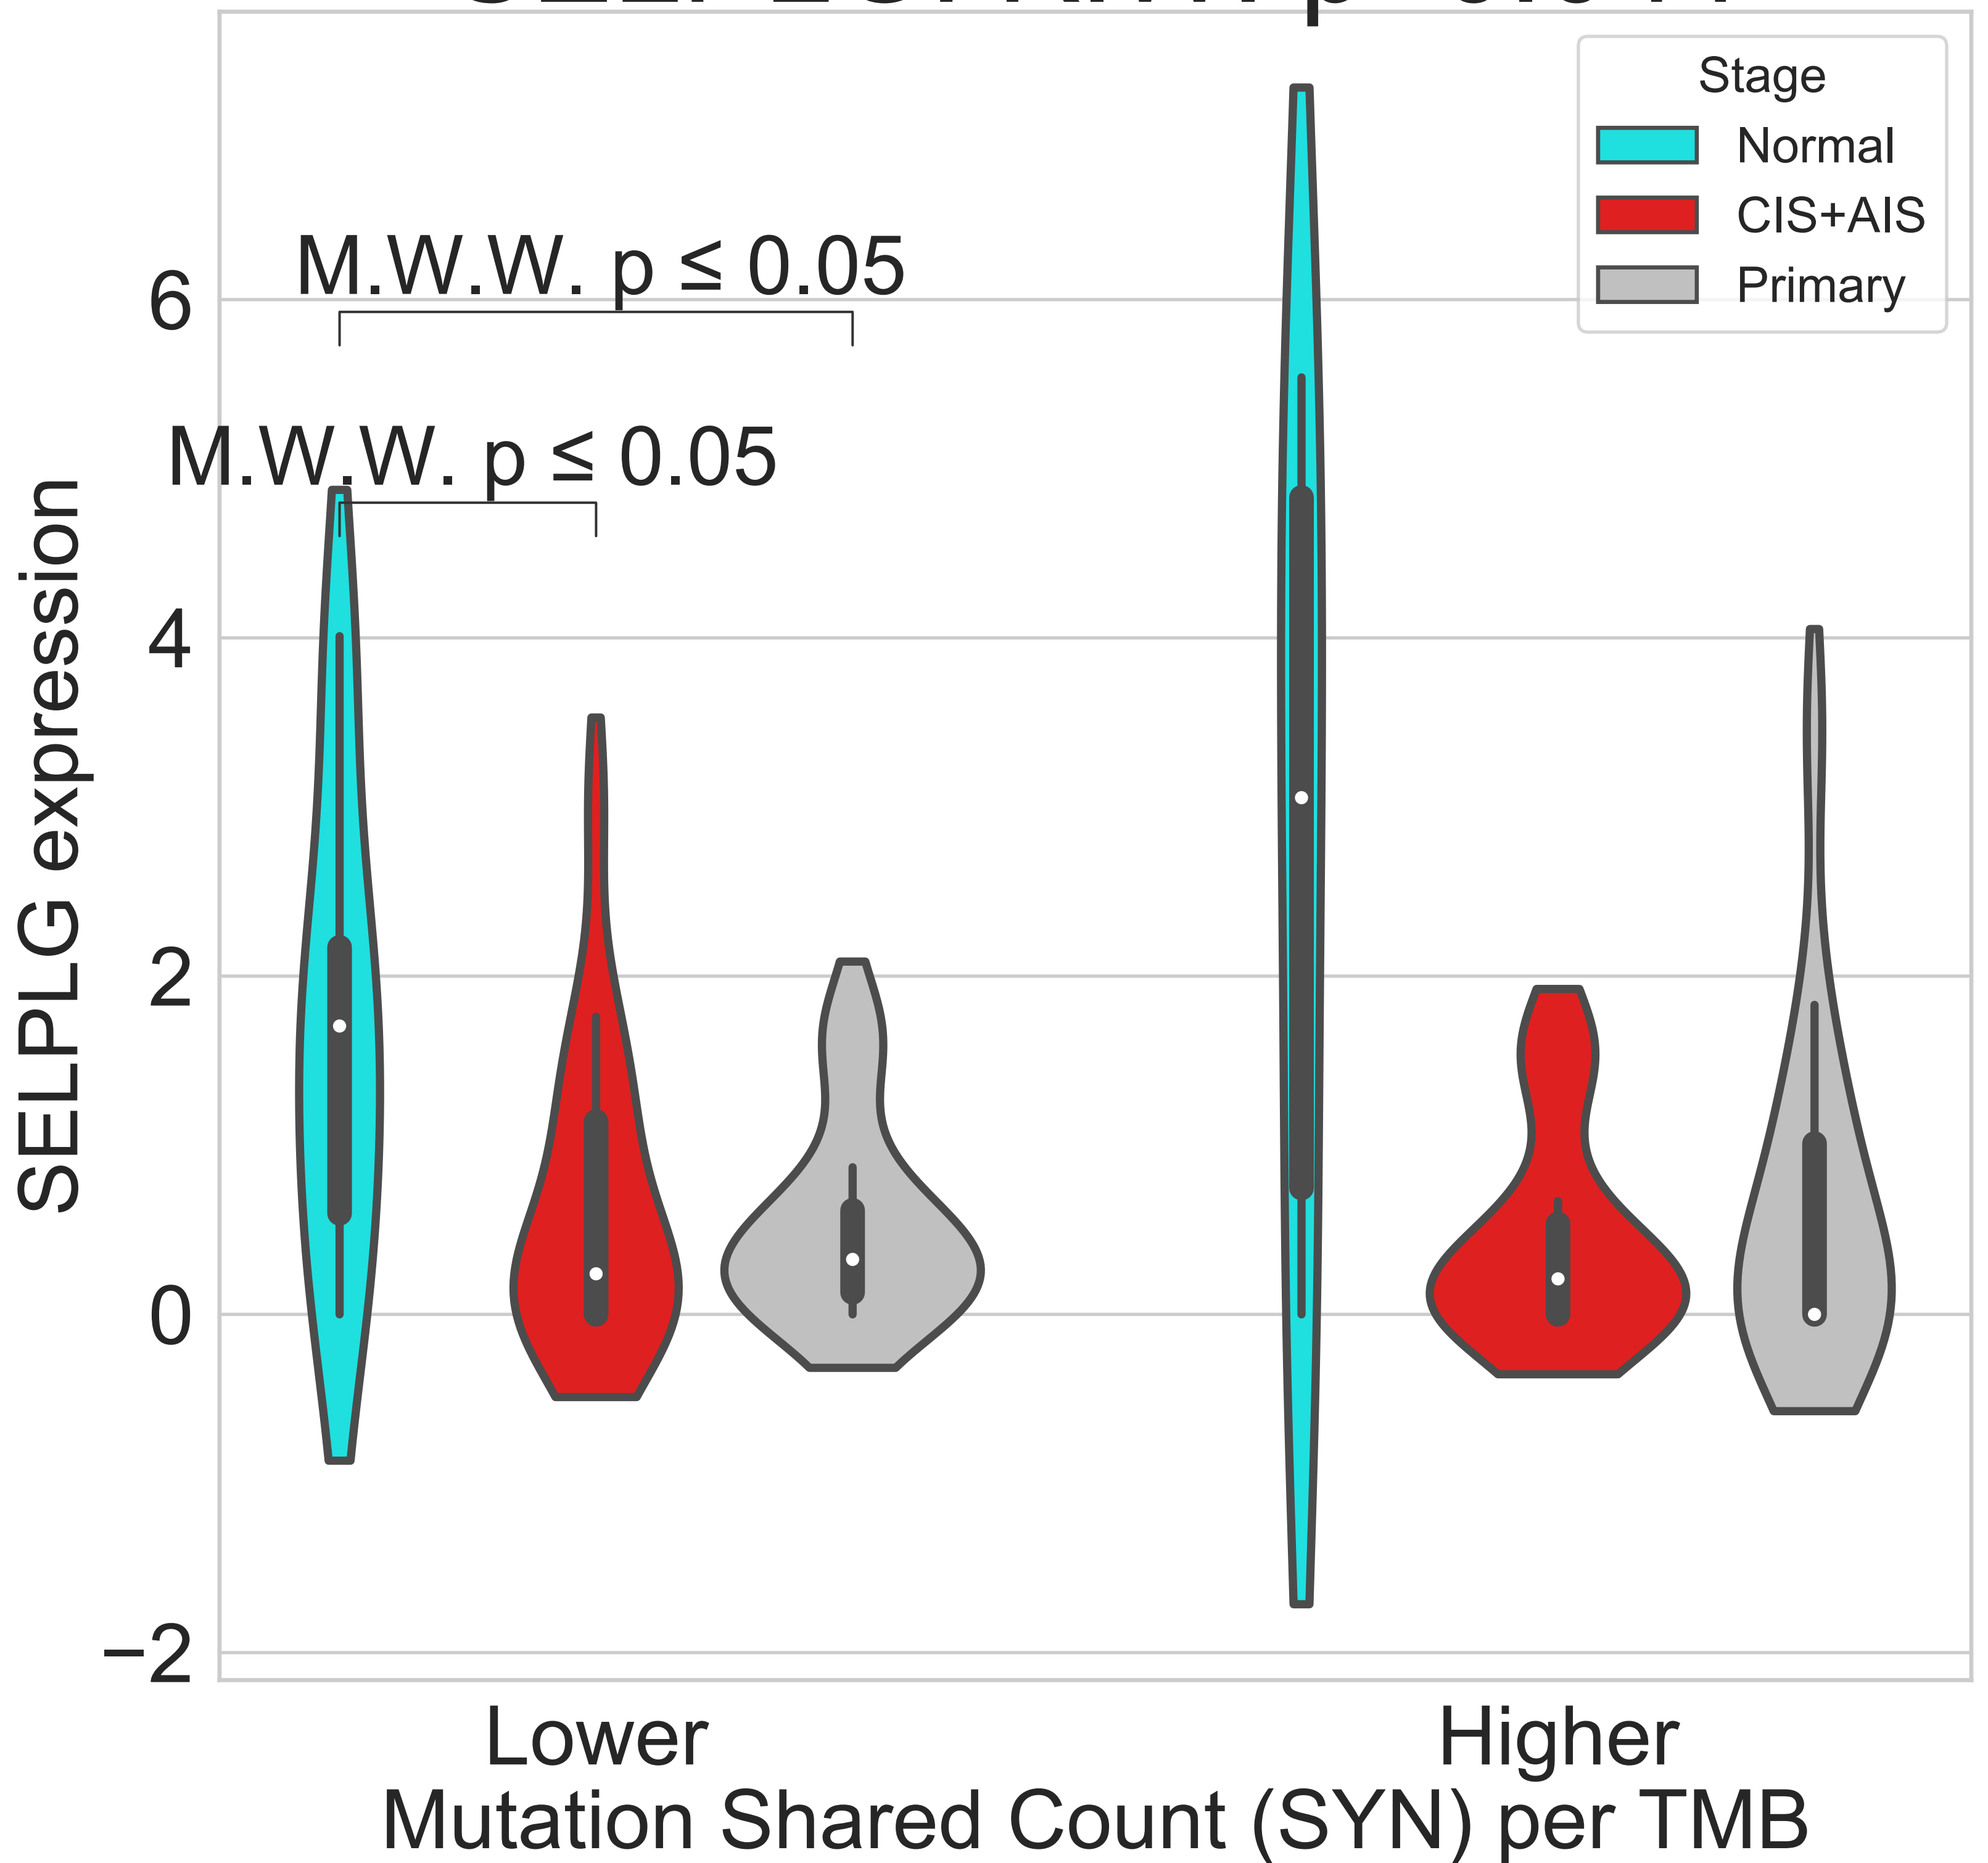 Stage
Normal
CIS+AIS
Primary
M.W.W. p ≤ 0.05
M.W.W. p ≤ 0.05
6
4
2
0
−2
SELPLG expression
Lower
Higher
Mutation Shared Count (SYN) per TMB